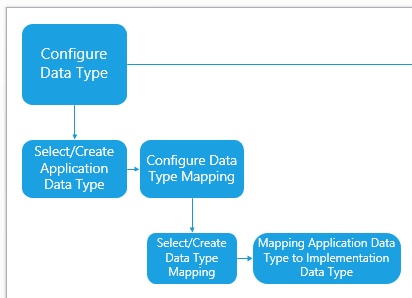 Configure
Data Type
Select/Create
Application
Data Type
Configure Data
Type Mapping
Select/Create
Data Type
Mapping
Mapping Application Data
Type to Implementation
Data Type